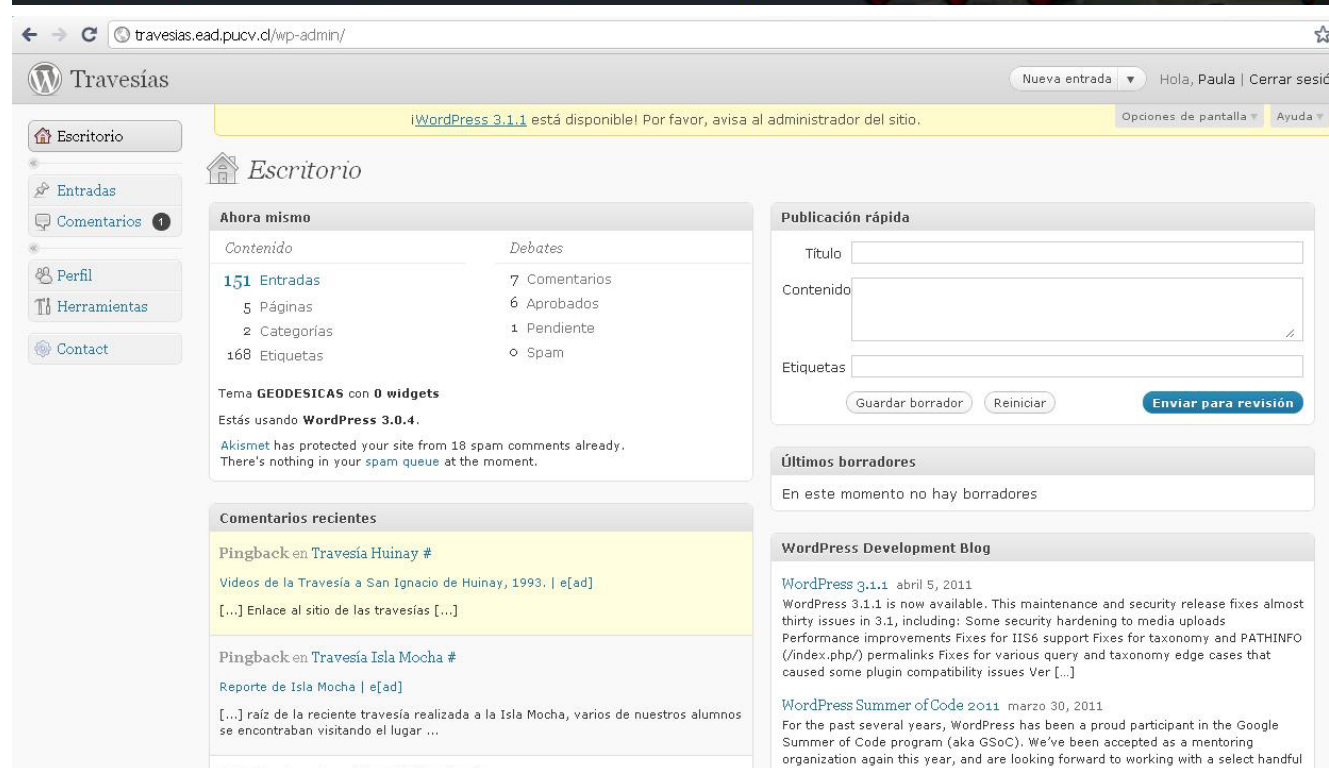 travesias.ead.pucv.cl/wp-admin/
Travesías
Nueva entrada
Hola, Paula | Cerrar sesió
¡WordPress 3.1.1 está disponible! Por favor, avisa al administrador del sitio.
Opciones de pantalla
Ayuda
Escritorio
Entradas
Comentarios 1
Perfil
Herramientas
Contact
Escritorio
Ahora mismo
Contenido
151 Entradas
5 Páginas
2 Categorías
168 Etiquetas
Debates
7 Comentarios
6 Aprobados
1 Pendiente
0 Spam
Tema GEODESICAS con 0 widgets
Estás usando WordPress 3.0.4.
Akismet has protected your site from 18 spam comments already.
There's nothing in your spam queue at the moment.
Comentarios recientes
Pingback en Travesía Huinay #
Videos de la Travesía a San Ignacio de Huinay, 1993. | e[ad]
[...] Enlace al sitio de las travesías [...]
Pingback en Travesía Isla Mocha #
Reporte de Isla Mocha | e[ad]
[...] raíz de la reciente travesía realizada a la Isla Mocha, varios de nuestros alumnos
se encontraban visitando el lugar ...
Publicación rápida
Título
Contenido
Etiquetas
Guardar borrador
Reiniciar
Enviar para revisión
Últimos borradores
En este momento no hay borradores
WordPress Development Blog
WordPress 3.1.1 abril 5, 2011
WordPress 3.1.1 is now available. This maintenance and security release fixes almost
thirty issues in 3.1, including: Some security hardening to media uploads
Performance improvements Fixes for IIS6 support Fixes for taxonomy and PATHINFO
(/index.php/) permalinks Fixes for various query and taxonomy edge cases that
caused some plugin compatibility issues Ver [...]
WordPress Summer of Code 2011 marzo 30, 2011
For the past several years, WordPress has been a proud participant in the Google
Summer of Code program (aka GSoC). We've been accepted as a mentoring
organization again this year, and are looking forward to working with a select handful